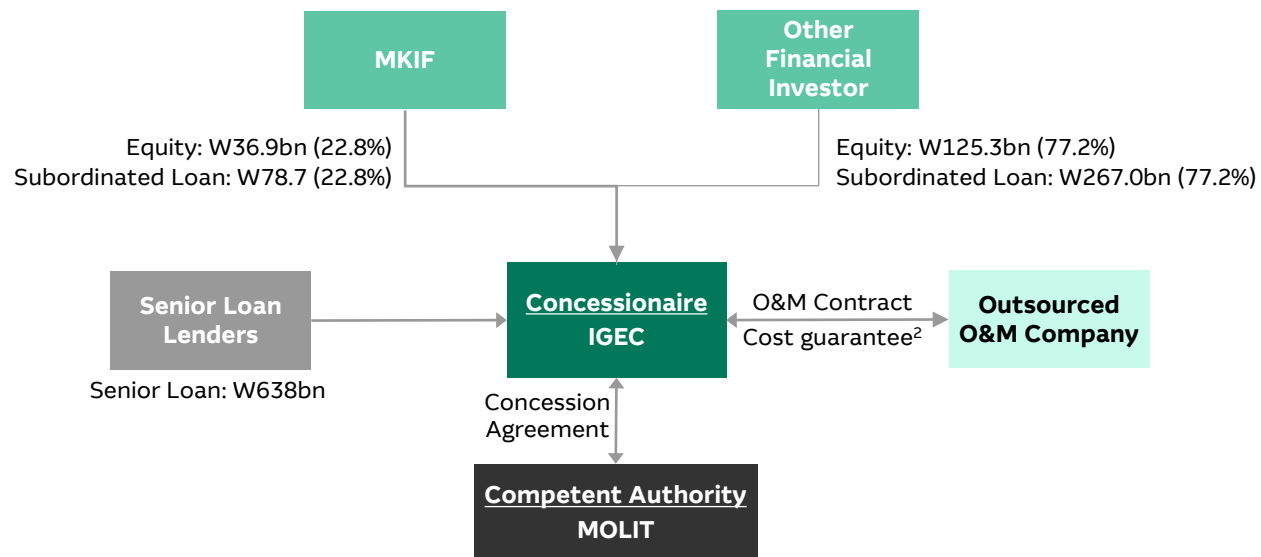 MKIF
Other
Financial
Investor
Equity: W36.9bn (22.8%)
Subordinated Loan: W78.7 (22.8%)
Equity: W125.3bn (77.2%)
Subordinated Loan: W267.0bn (77.2%)
Senior Loan
Lenders
Senior Loan: W638bn
Concessionaire
IGEC
O&M Contract
Cost guarantee²
Outsourced
O&M Company
Concession
Agreement
Competent Authority
MOLIT